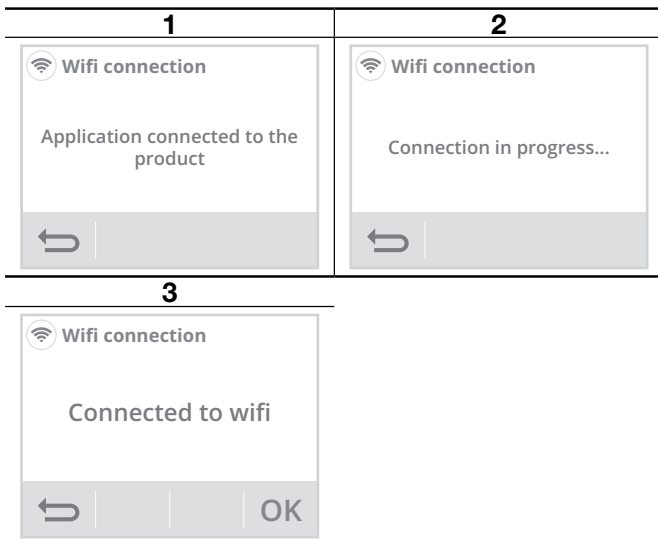 1
Wifi connection
Application connected to the
product
2
Wifi connection
Connection in progress...
3
Wifi connection
Connected to wifi
OK